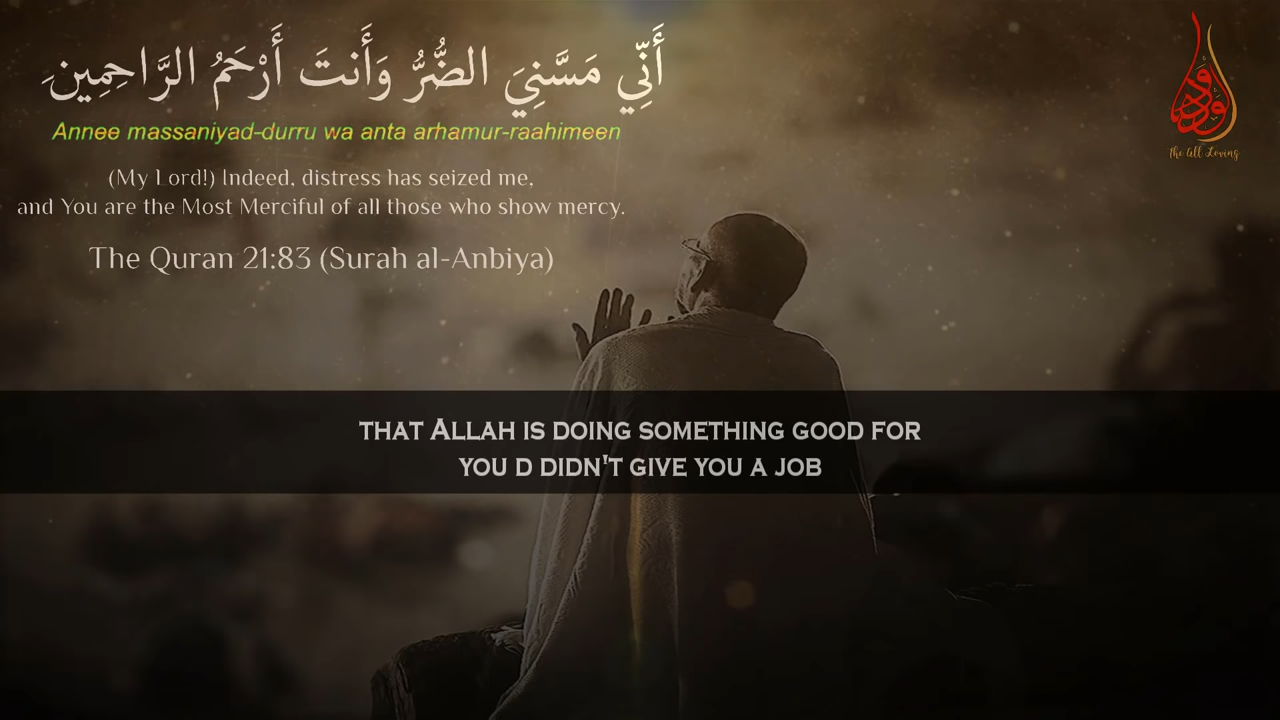 أَنِّي مَسَّنِيَ الضُّرُّ وَأَنتَ أَرْحَمُ الرَّاحِمِينَ
Annee massaniyad-durru wa anta arhamur-raahimeen
(My Lord!) Indeed, distress has seized me,
and You are the Most Merciful of all those who show mercy.
The Quran 21:83 (Surah al-Anbiya)
الودود
The All Loving
THAT ALLAH IS DOING SOMETHING GOOD FOR
YOU D DIDN'T GIVE YOU A JOB